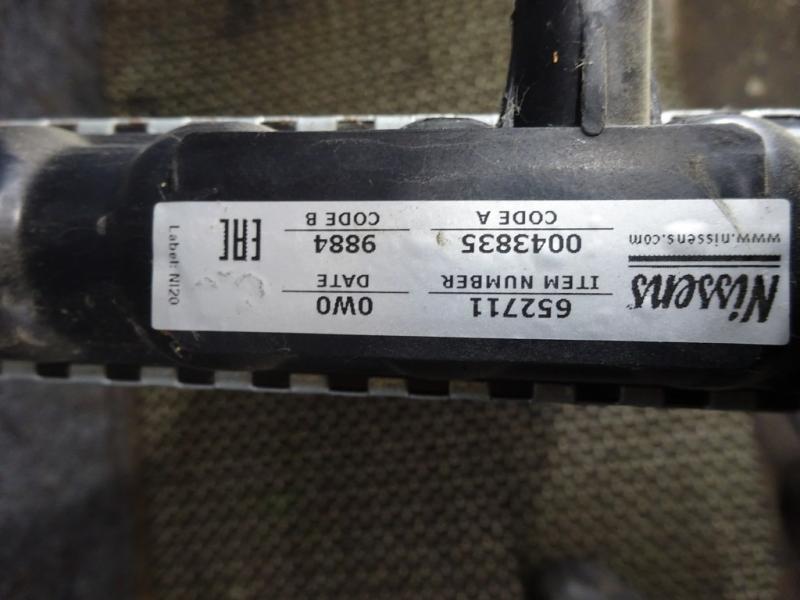 Nissens
www.nissens.com
652711
ITEM NUMBER
0W0
DATE
0043835
CODE A
9884
CODE B
EAC
Label: NI20